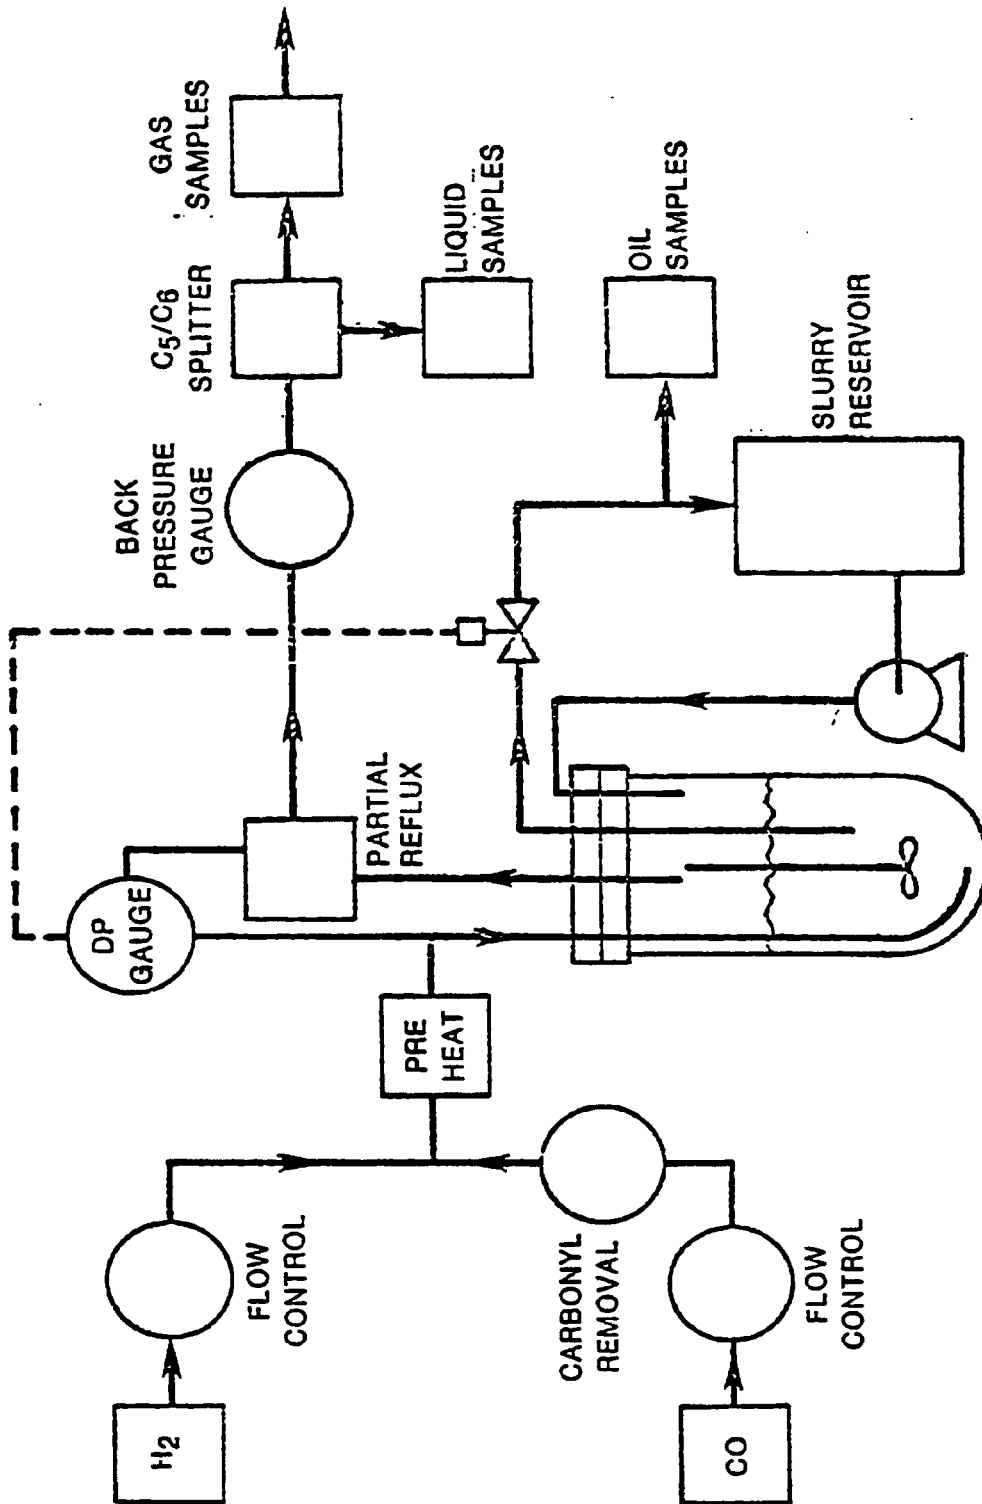 H2
FLOW
CONTROL
CO
FLOW
CONTROL
CARBONYL
REMOVAL
PRE
HEAT
DP
GAUGE
PARTIAL
REFLUX
BACK
PRESSURE
GAUGE
C5/C6
SPLITTER
GAS
SAMPLES
LIQUID
SAMPLES
OIL
SAMPLES
SLURRY
RESERVOIR